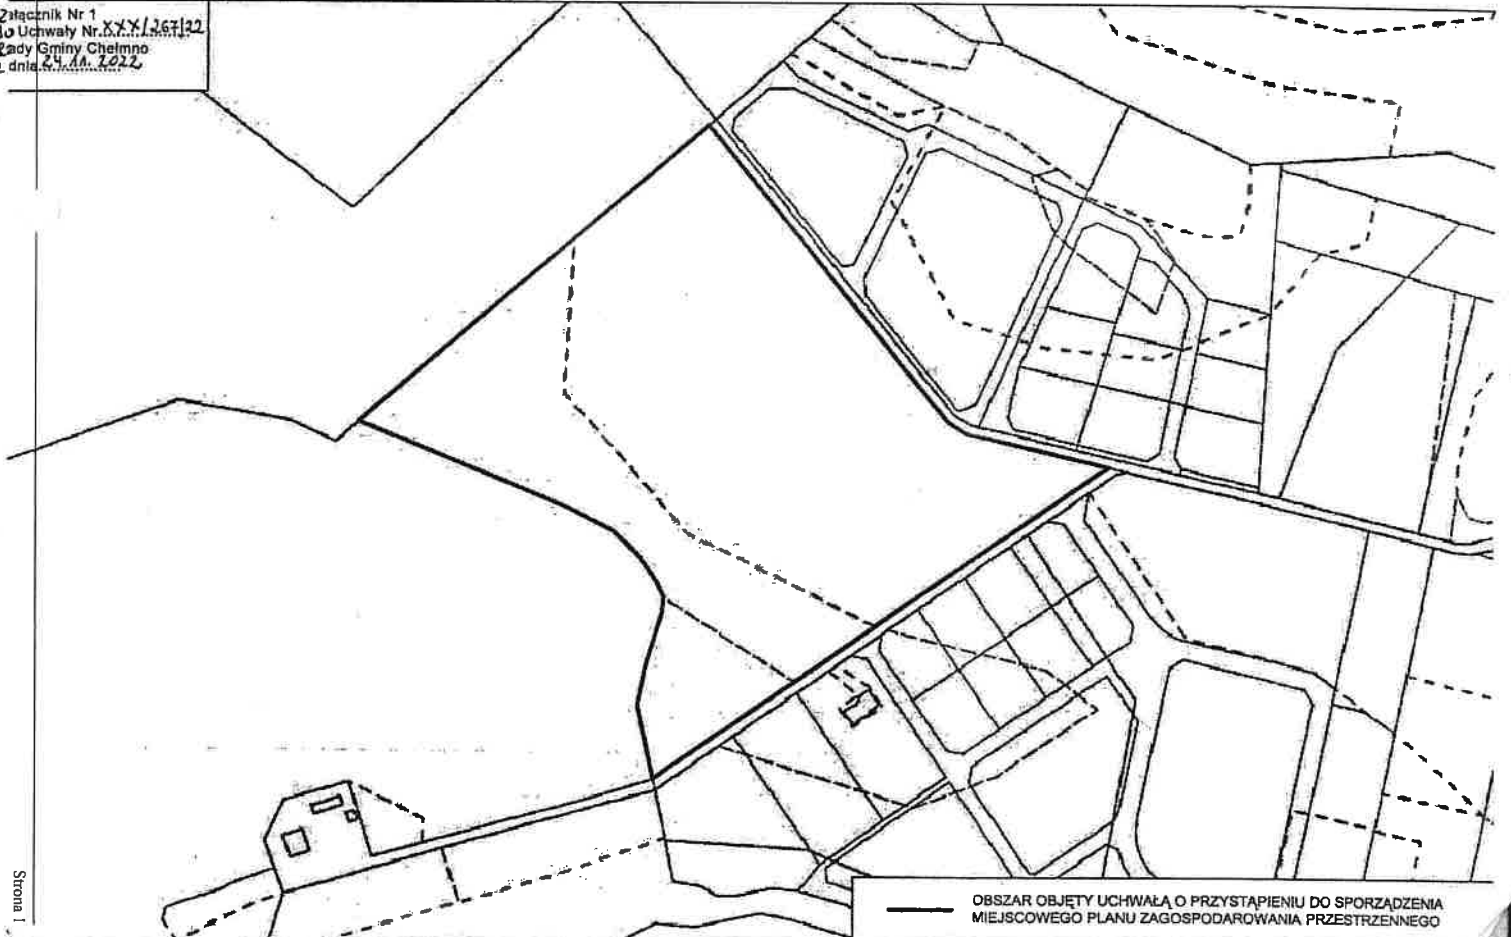 Załącznik Nr 1
do Uchwały Nr XXX/267/22
Rady Gminy Chełmno
z dnia 24.11.2022
Strona 1
OBSZAR OBJĘTY UCHWAŁĄ O PRZYSTĄPIENIU DO SPORZĄDZENIA
MIEJSCOWEGO PLANU ZAGOSPODAROWANIA PRZESTRZENNEGO